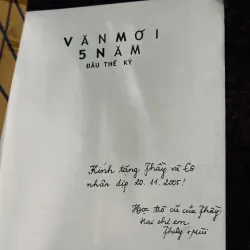 VĂN MỚI
5 NĂM
ĐẦU THẾ KỶ
Kính tặng Thầy và Cô
nhân dịp 20.11.2005!
Học trò cũ của Thầy,
Hai chị em
Thủy +